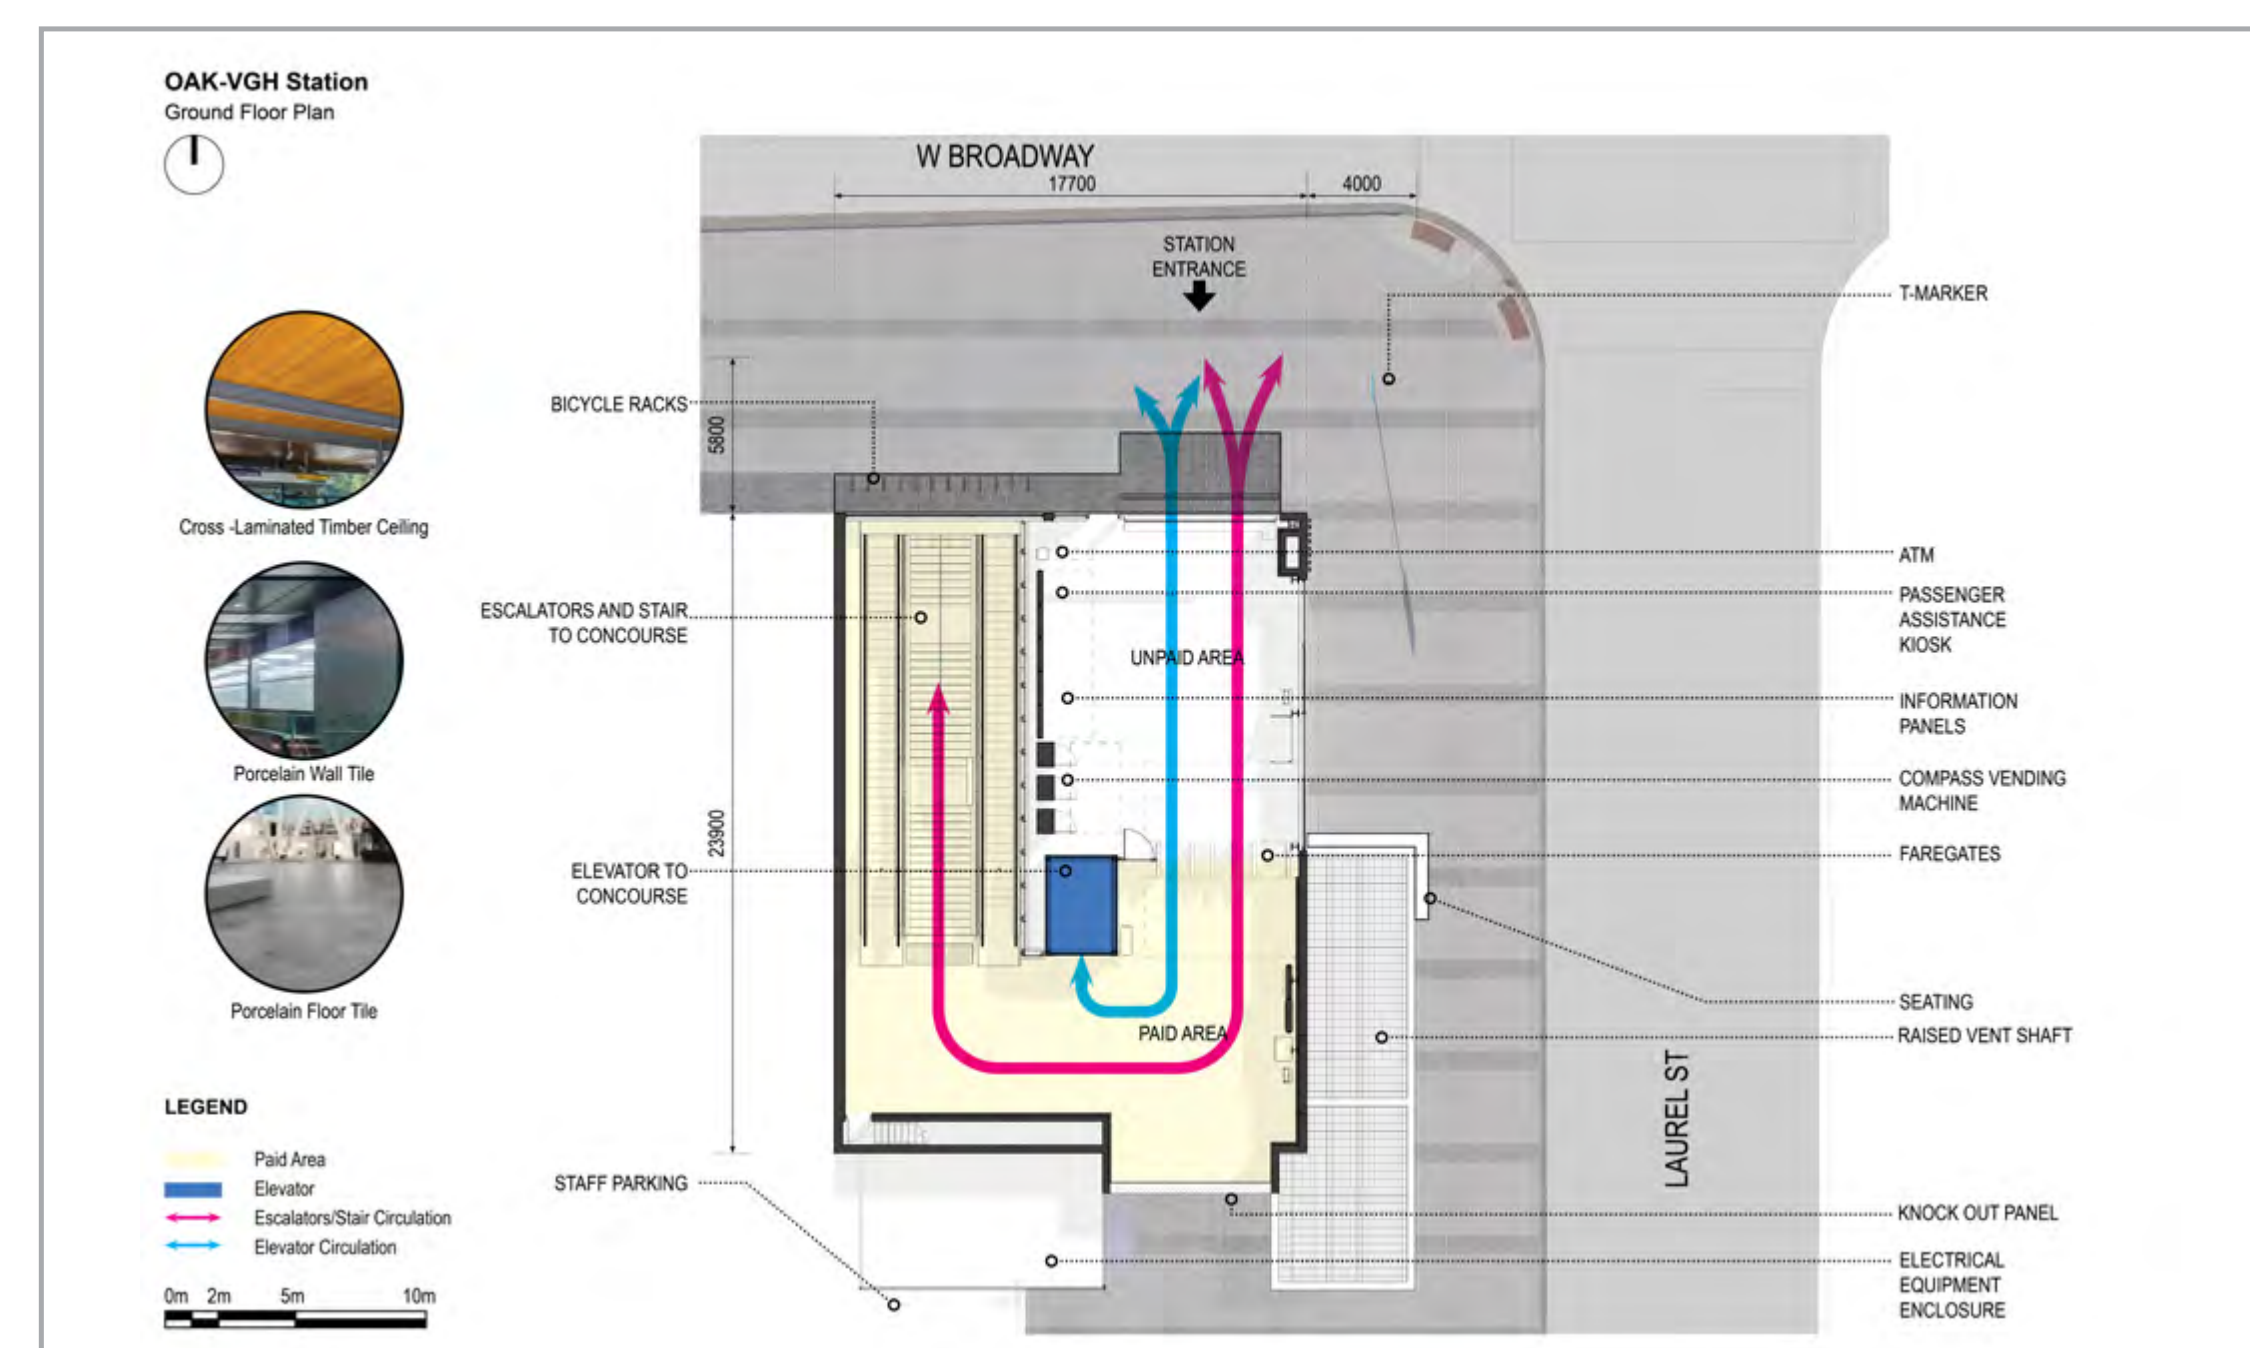 OAK-VGH Station
Ground Floor Plan
W BROADWAY
17700
4000
STATION
ENTRANCE
T-MARKER
BICYCLE RACKS
5800
Cross -Laminated Timber Ceiling
ATM
PASSENGER
ASSISTANCE
KIOSK
ESCALATORS AND STAIR
TO CONCOURSE
UNPAID AREA
INFORMATION
PANELS
Porcelain Wall Tile
COMPASS VENDING
MACHINE
23900
FAREGATES
ELEVATOR TO
CONCOURSE
Porcelain Floor Tile
SEATING
PAID AREA
RAISED VENT SHAFT
LAUREL ST
LEGEND
Paid Area
Elevator
Escalators/Stair Circulation
Elevator Circulation
0m 2m 5m 10m
STAFF PARKING
KNOCK OUT PANEL
ELECTRICAL
EQUIPMENT
ENCLOSURE